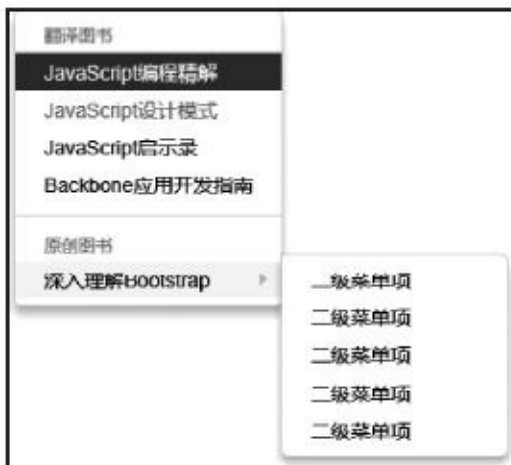 翻译图书
JavaScript编程精解
JavaScript设计模式
JavaScript启示录
Backbone应用开发指南
原创图书
深入理解Bootstrap
二级菜单项
二级菜单项
二级菜单项
二级菜单项
二级菜单项